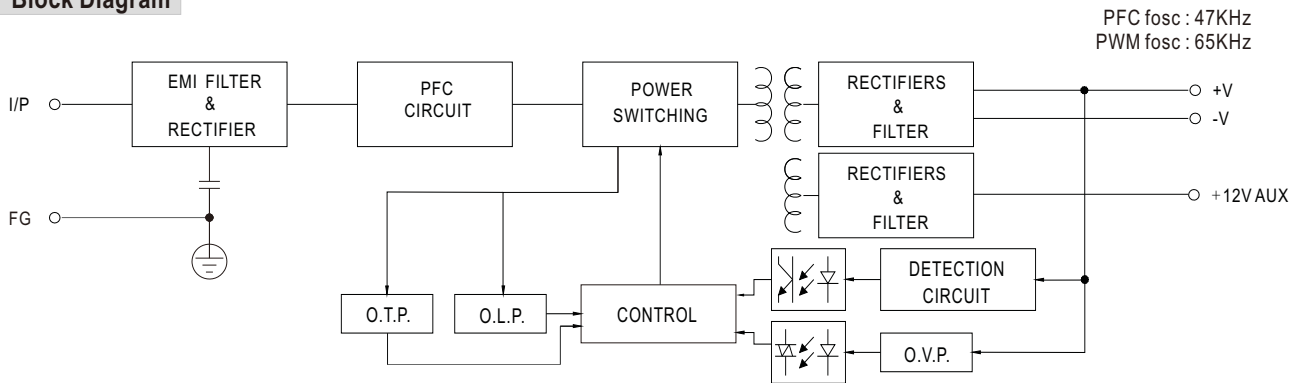 Block Diagram
PFC fosc : 47KHz
PWM fosc : 65KHz
I/P
EMI FILTER
&
RECTIFIER
PFC
CIRCUIT
POWER
SWITCHING
RECTIFIERS
&
FILTER
+V
-V
RECTIFIERS
&
FILTER
+12V AUX
FG
DETECTION
CIRCUIT
O.T.P.
O.L.P.
CONTROL
O.V.P.